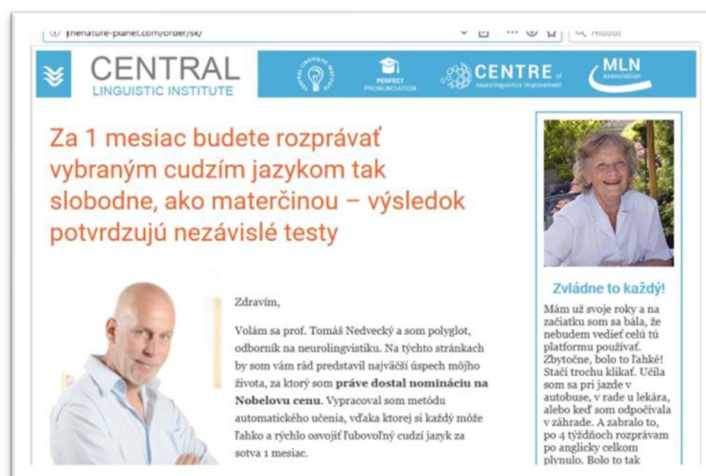 jmenature-planet.com/order/sk/
Hľadať
CENTRAL
LINGUISTIC INSTITUTE
PERFECT
PRONUNCIATION
CENTRE of
neurolinguistics improvement
MLN
association
Za 1 mesiac budete rozprávať
vybraným cudzím jazykom tak
slobodne, ako materčinou – výsledok
potvrdzujú nezávislé testy
Zdravím,
Volám sa prof. Tomáš Nedvecký a som polyglot,
odborník na neurolingvistiku. Na týchto stránkach
by som vám rád predstavil najväčší úspech môjho
života, za ktorý som práve dostal nomináciu na
Nobelovu cenu. Vypracoval som metódu
automatického učenia, vďaka ktorej si každý môže
ľahko a rýchlo osvojiť ľubovoľný cudzí jazyk za
sotva 1 mesiac.
Zvládne to každý!
Mám už svoje roky a na
začiatku som sa bála, že
nebudem vedieť celú tú
platformu používať.
Zbytočne, bolo to ľahké!
Stačí trochu klikať. Učila
som sa pri jazde v
autobuse, v rade u lekára,
alebo keď som odpočívala
v záhrade. A zabralo to,
po 4 týždňoch rozprávam
po anglicky celkom
plynulo. Bolo to tak